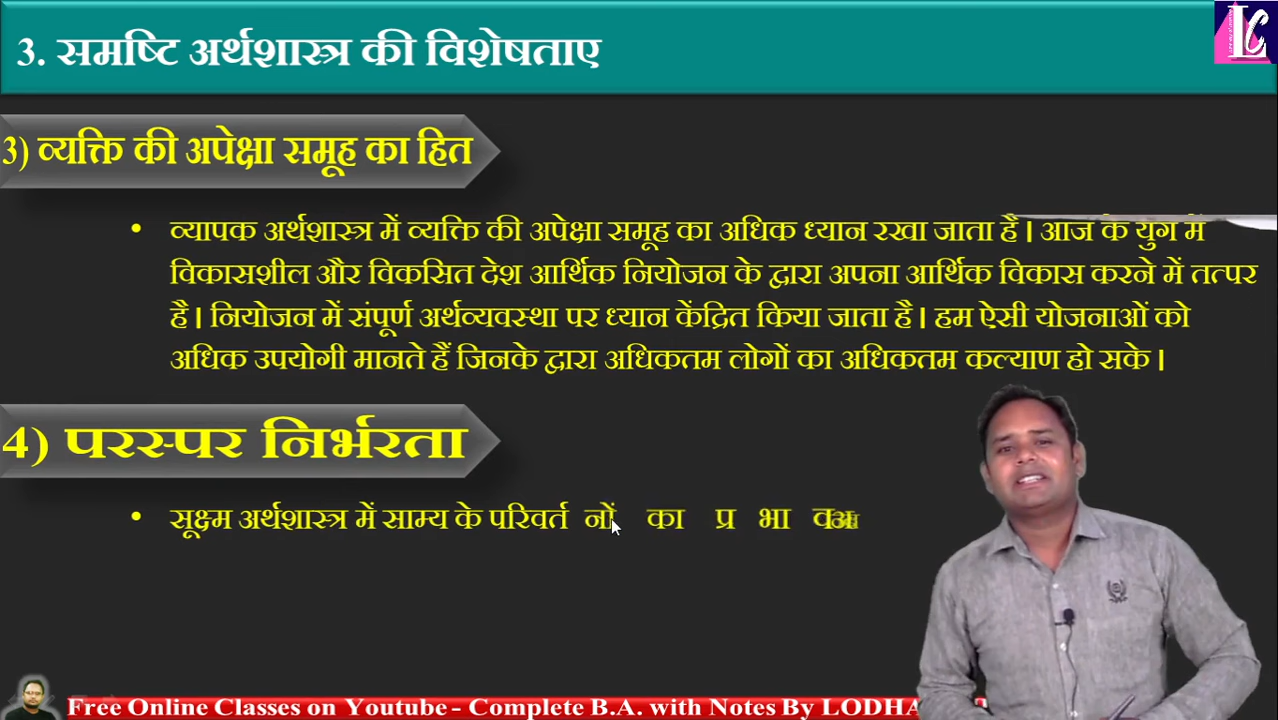 3. समष्टि अर्थशास्त्र की विशेषताए
LC
3) व्यक्ति की अपेक्षा समूह का हित
• व्यापक अर्थशास्त्र में व्यक्ति की अपेक्षा समूह का अधिक ध्यान रखा जाता है । आज के युग में
विकासशील और विकसित देश आर्थिक नियोजन के द्वारा अपना आर्थिक विकास करने में तत्पर
है । नियोजन में संपूर्ण अर्थव्यवस्था पर ध्यान केंद्रित किया जाता है । हम ऐसी योजनाओं को
अधिक उपयोगी मानते हैं जिनके द्वारा अधिकतम लोगों का अधिकतम कल्याण हो सके ।
4) परस्पर निर्भरता
• सूक्ष्म अर्थशास्त्र में साम्य के परिवर्तनों का प्रभाव
Free Online Classes on Youtube - Complete B.A. with Notes By LODHA